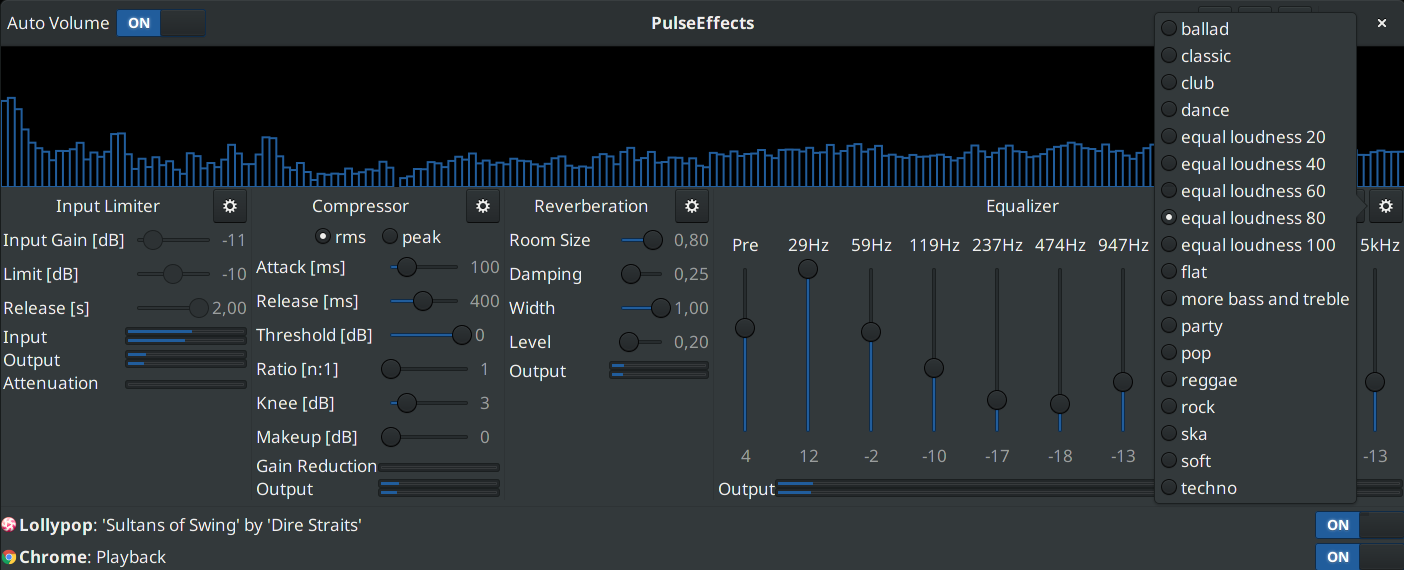 Auto Volume ON PulseEffects
Input Limiter
Input Gain [dB] -11
Limit [dB] -10
Release [s] 2,00
Input
Output
Attenuation
Compressor
rms peak
Attack [ms] 100
Release [ms] 400
Threshold [dB] 0
Ratio [n:1] 1
Knee [dB] 3
Makeup [dB] 0
Gain Reduction
Output
Reverberation
Room Size 0,80
Damping 0,25
Width 1,00
Level 0,20
Output
Equalizer
Pre 29Hz 59Hz 119Hz 237Hz 474Hz 947Hz 5kHz
4 12 -2 -10 -17 -18 -13 -13
Output
ballad
classic
club
dance
equal loudness 20
equal loudness 40
equal loudness 60
equal loudness 80
equal loudness 100
flat
more bass and treble
party
pop
reggae
rock
ska
soft
techno
Lollypop: 'Sultans of Swing' by 'Dire Straits' ON
Chrome: Playback ON